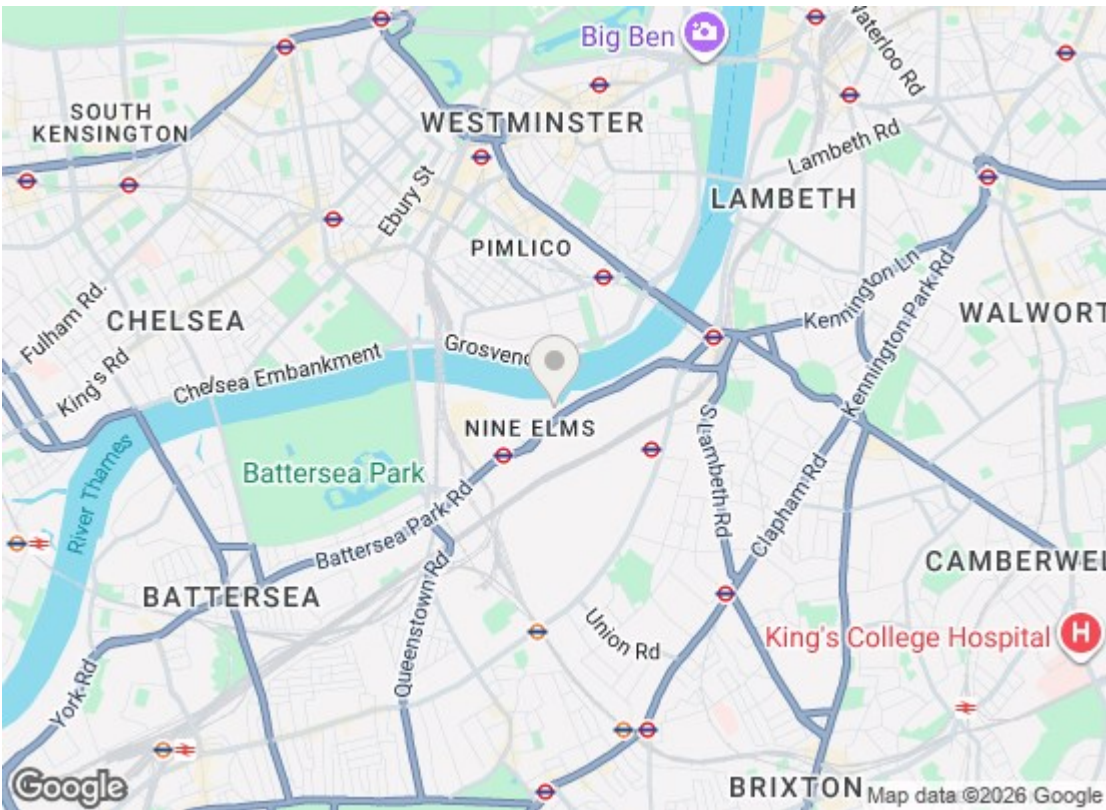 Big Ben
Waterloo Rd
SOUTH
KENSINGTON
WESTMINSTER
Lambeth Rd
Ebury St
LAMBETH
PIMLICO
Kennington Ln
Kennington Park Rd
Fulham Rd.
CHELSEA
WALWORT
King's Rd
Chelsea Embankment
Grosveno
NINE ELMS
River Thames
Battersea Park
S Lambeth Rd
Battersea Park Rd
Clapham Rd
CAMBERWEL
BATTERSEA
Queenstown Rd
Union Rd
King's College Hospital
H
York Rd
BRIXTON
Google
Map data ©2026 Google